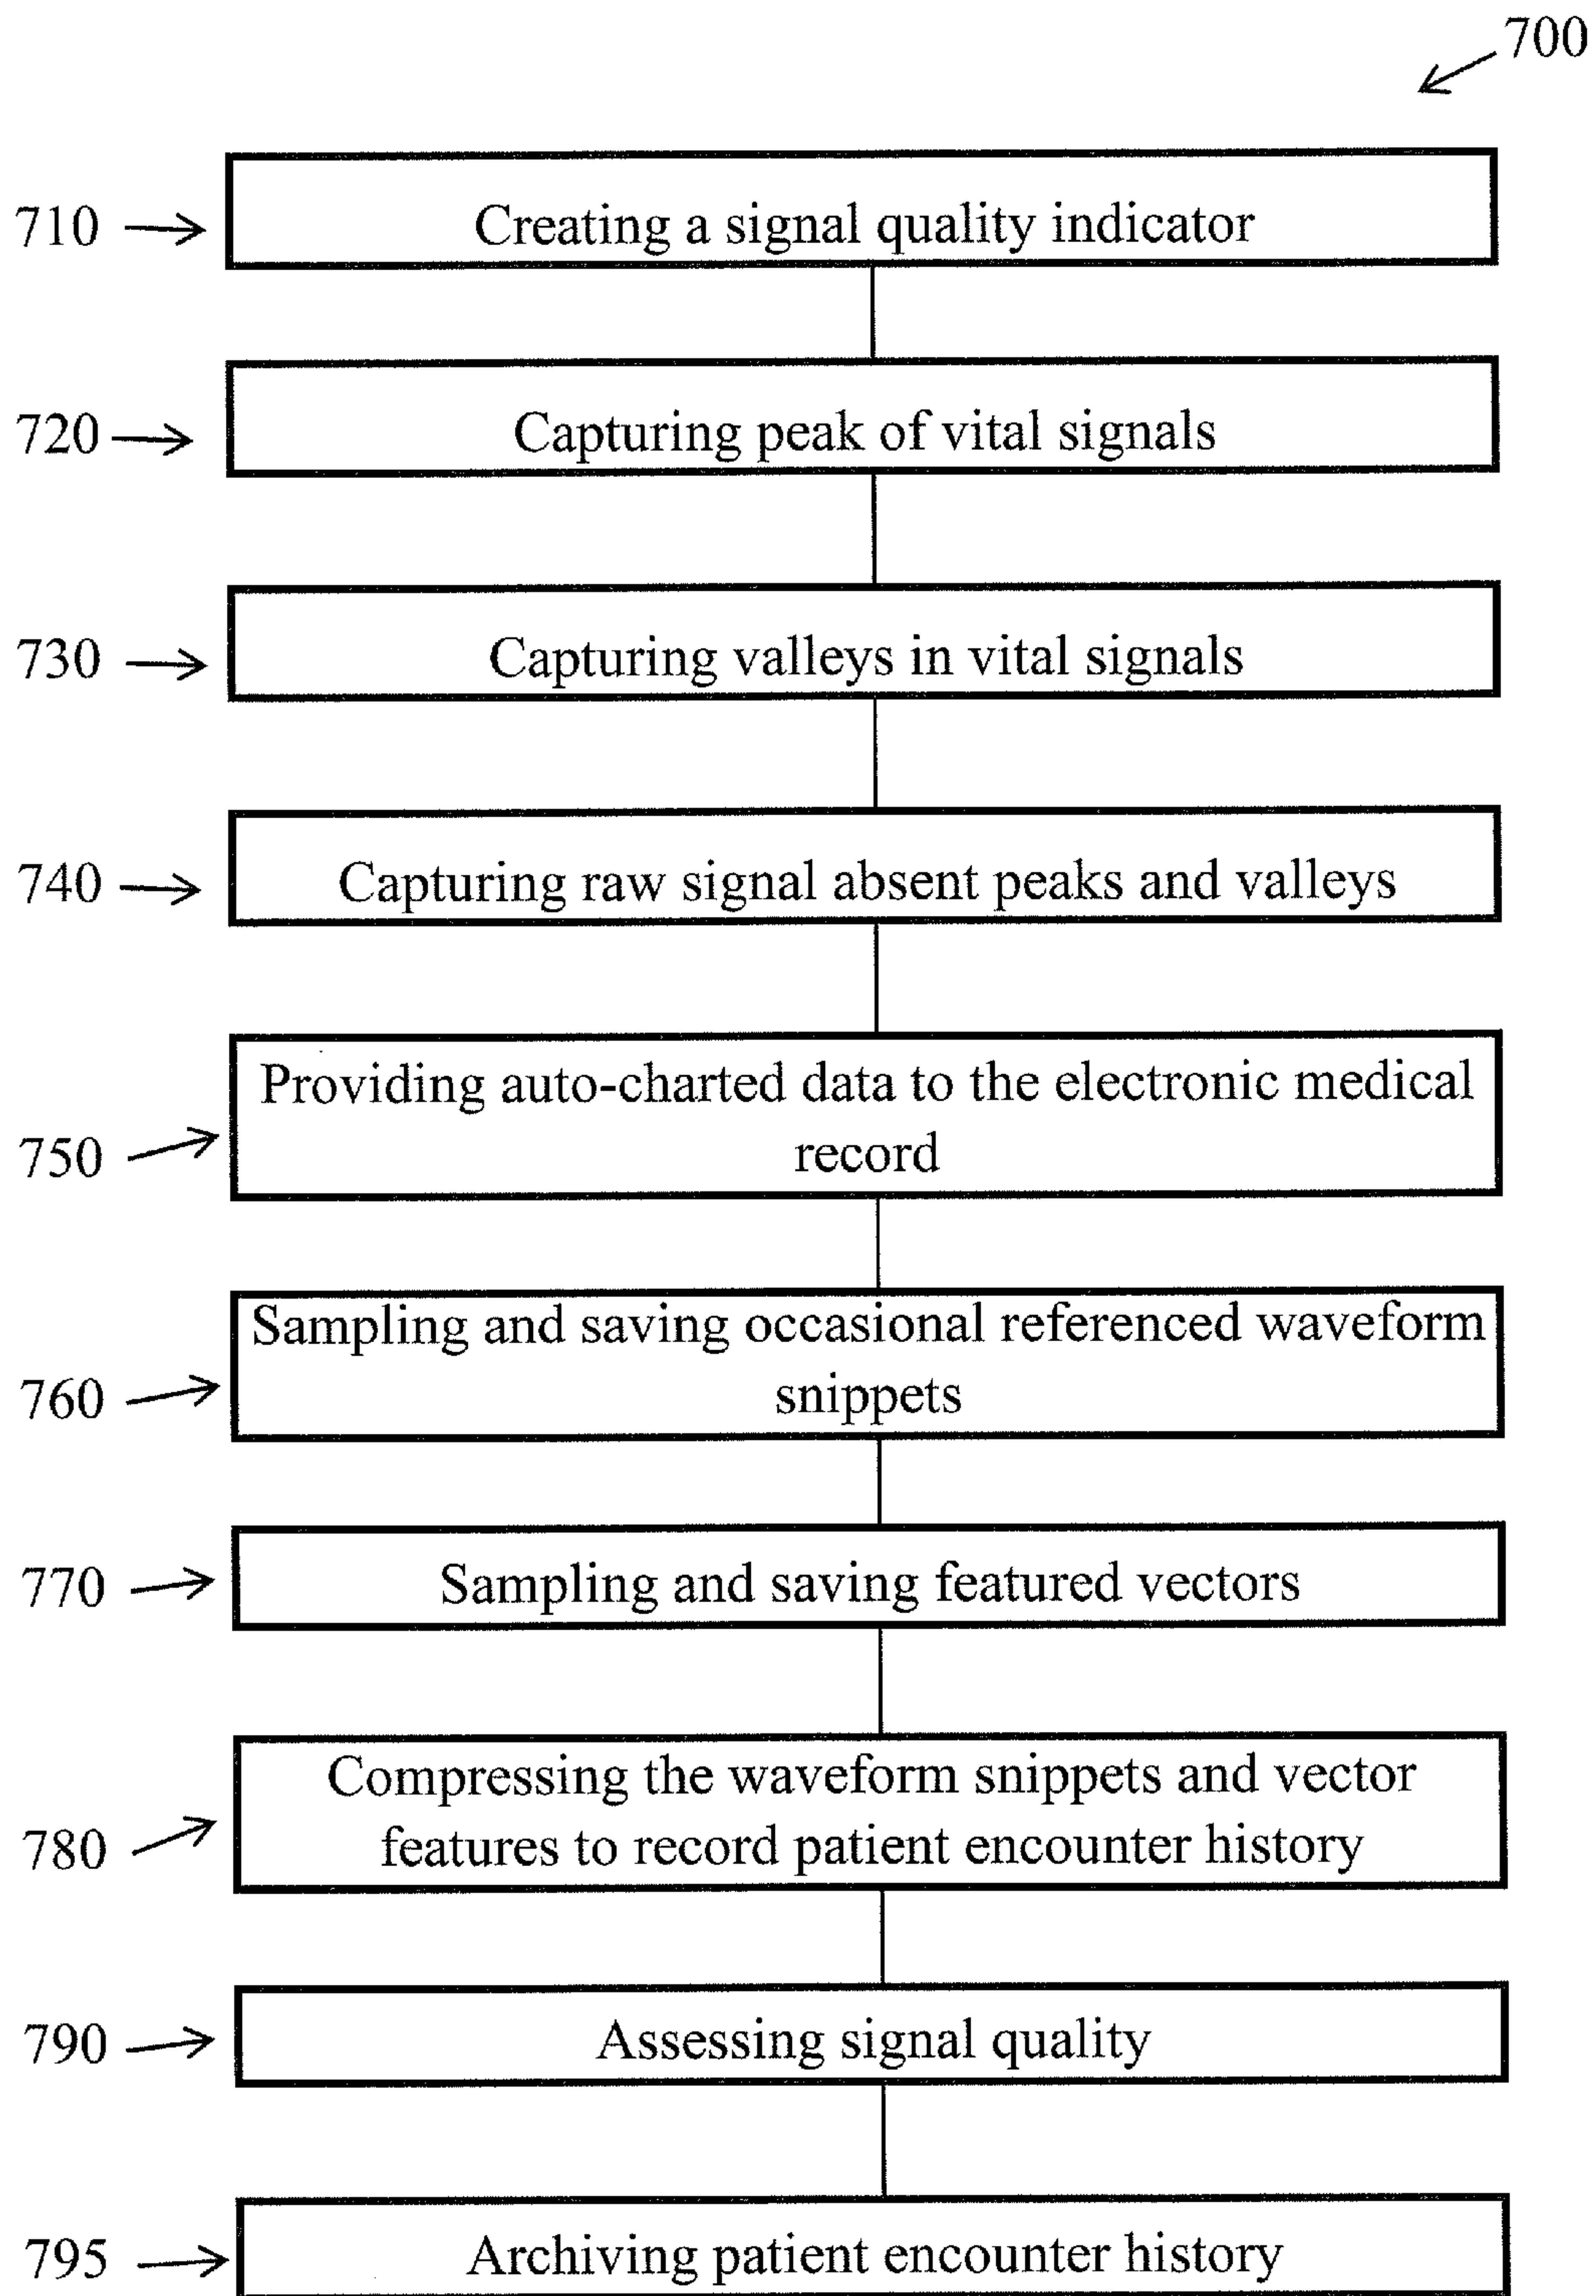 700
710
Creating a signal quality indicator
720
Capturing peak of vital signals
730
Capturing valleys in vital signals
740
Capturing raw signal absent peaks and valleys
750
Providing auto-charted data to the electronic medical
record
760
Sampling and saving occasional referenced waveform
snippets
770
Sampling and saving featured vectors
780
Compressing the waveform snippets and vector
features to record patient encounter history
790
Assessing signal quality
795
Archiving patient encounter history